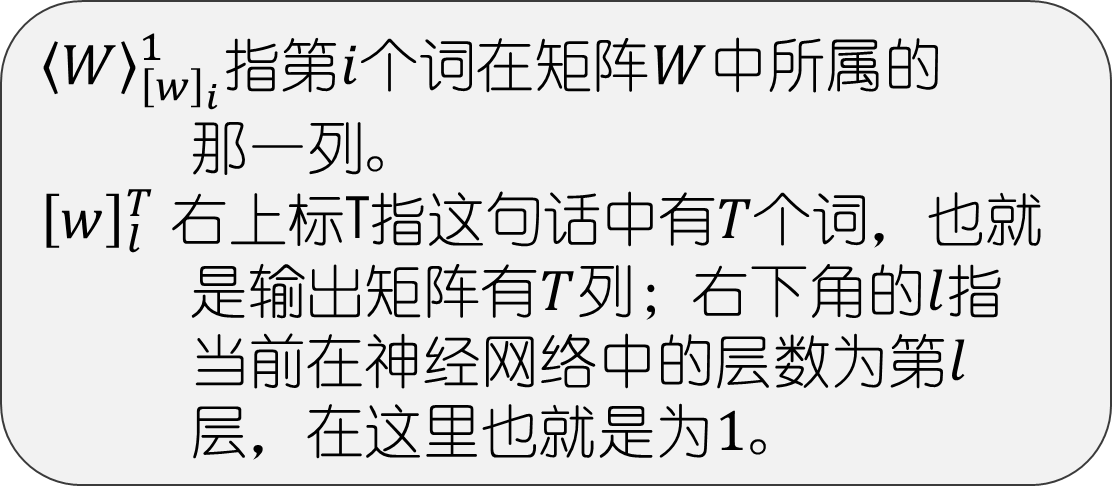 ⟨W⟩¹_{[w]_i}指第i个词在矩阵W中所属的
那一列。
[w]_l^T 右上标T指这句话中有T个词，也就
是输出矩阵有T列；右下角的l指
当前在神经网络中的层数为第l
层，在这里也就是为1。